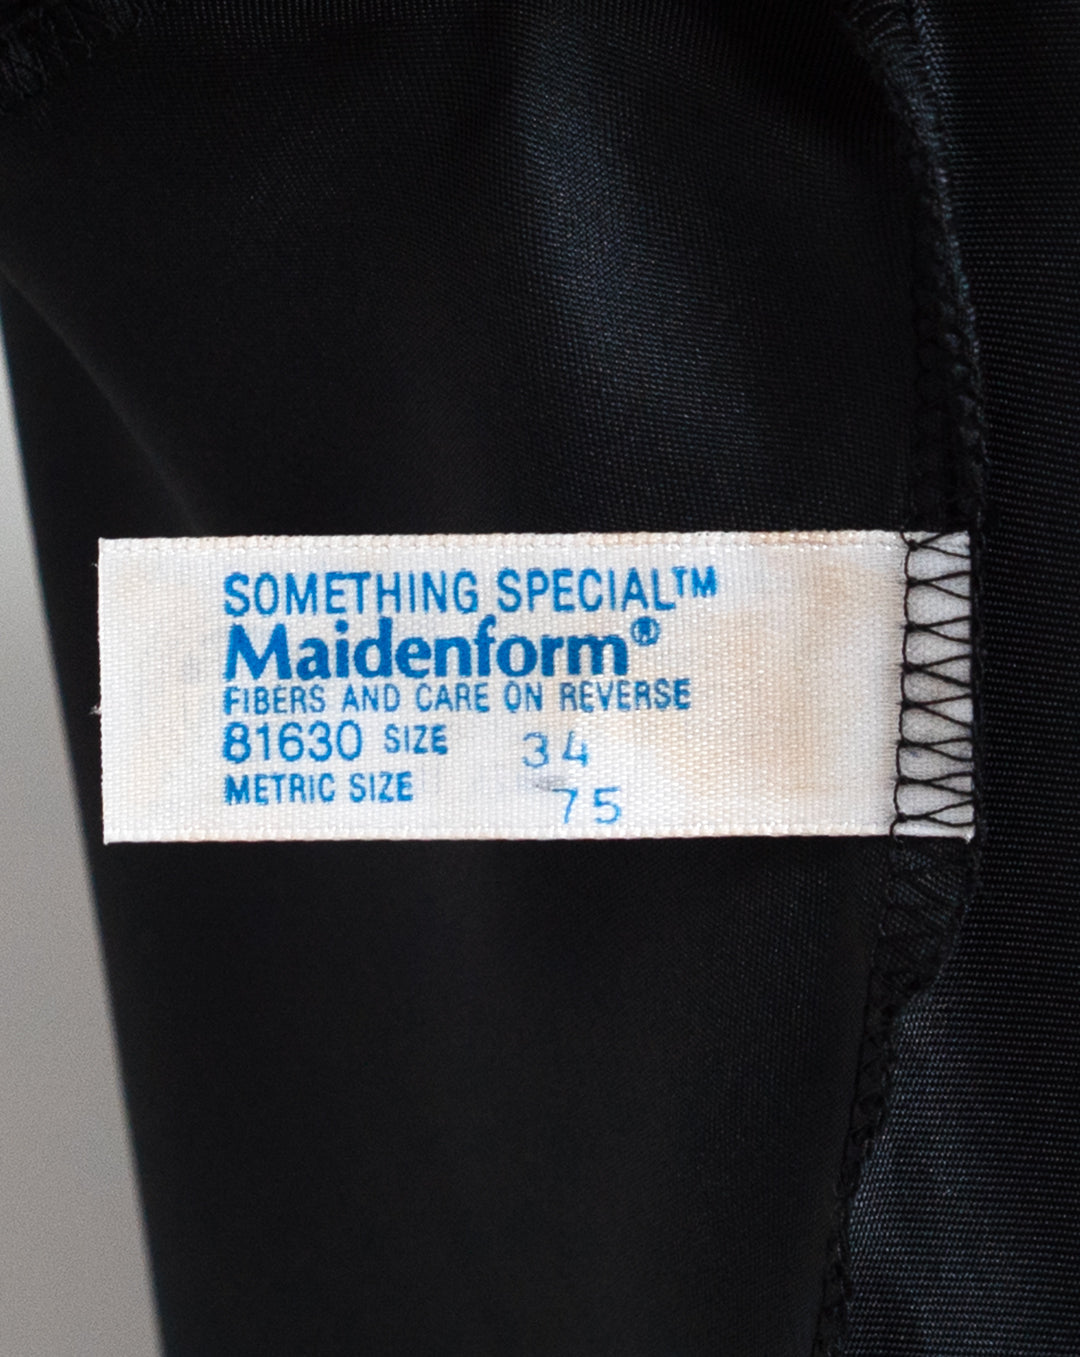 SOMETHING SPECIAL™
Maidenform®
FIBERS AND CARE ON REVERSE
81630 SIZE 34
METRIC SIZE 75